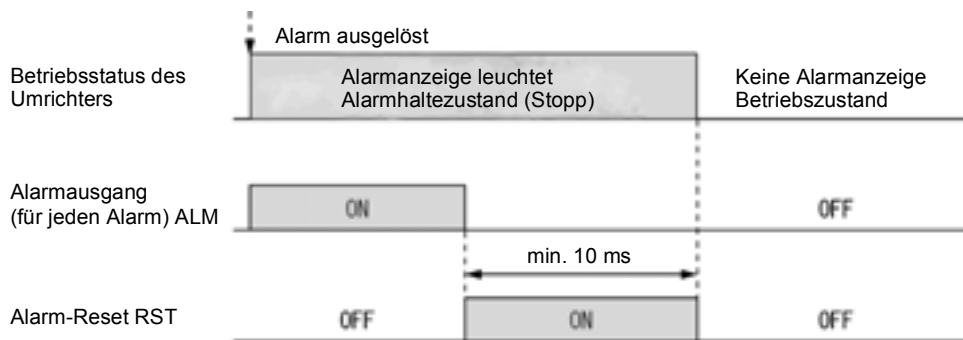 Alarm ausgelöst
Betriebsstatus des
Umrichters
Alarmanzeige leuchtet
Alarmhaltezustand (Stopp)
Keine Alarmanzeige
Betriebszustand
Alarmausgang
(für jeden Alarm) ALM
ON
OFF
min. 10 ms
Alarm-Reset RST
OFF
ON
OFF